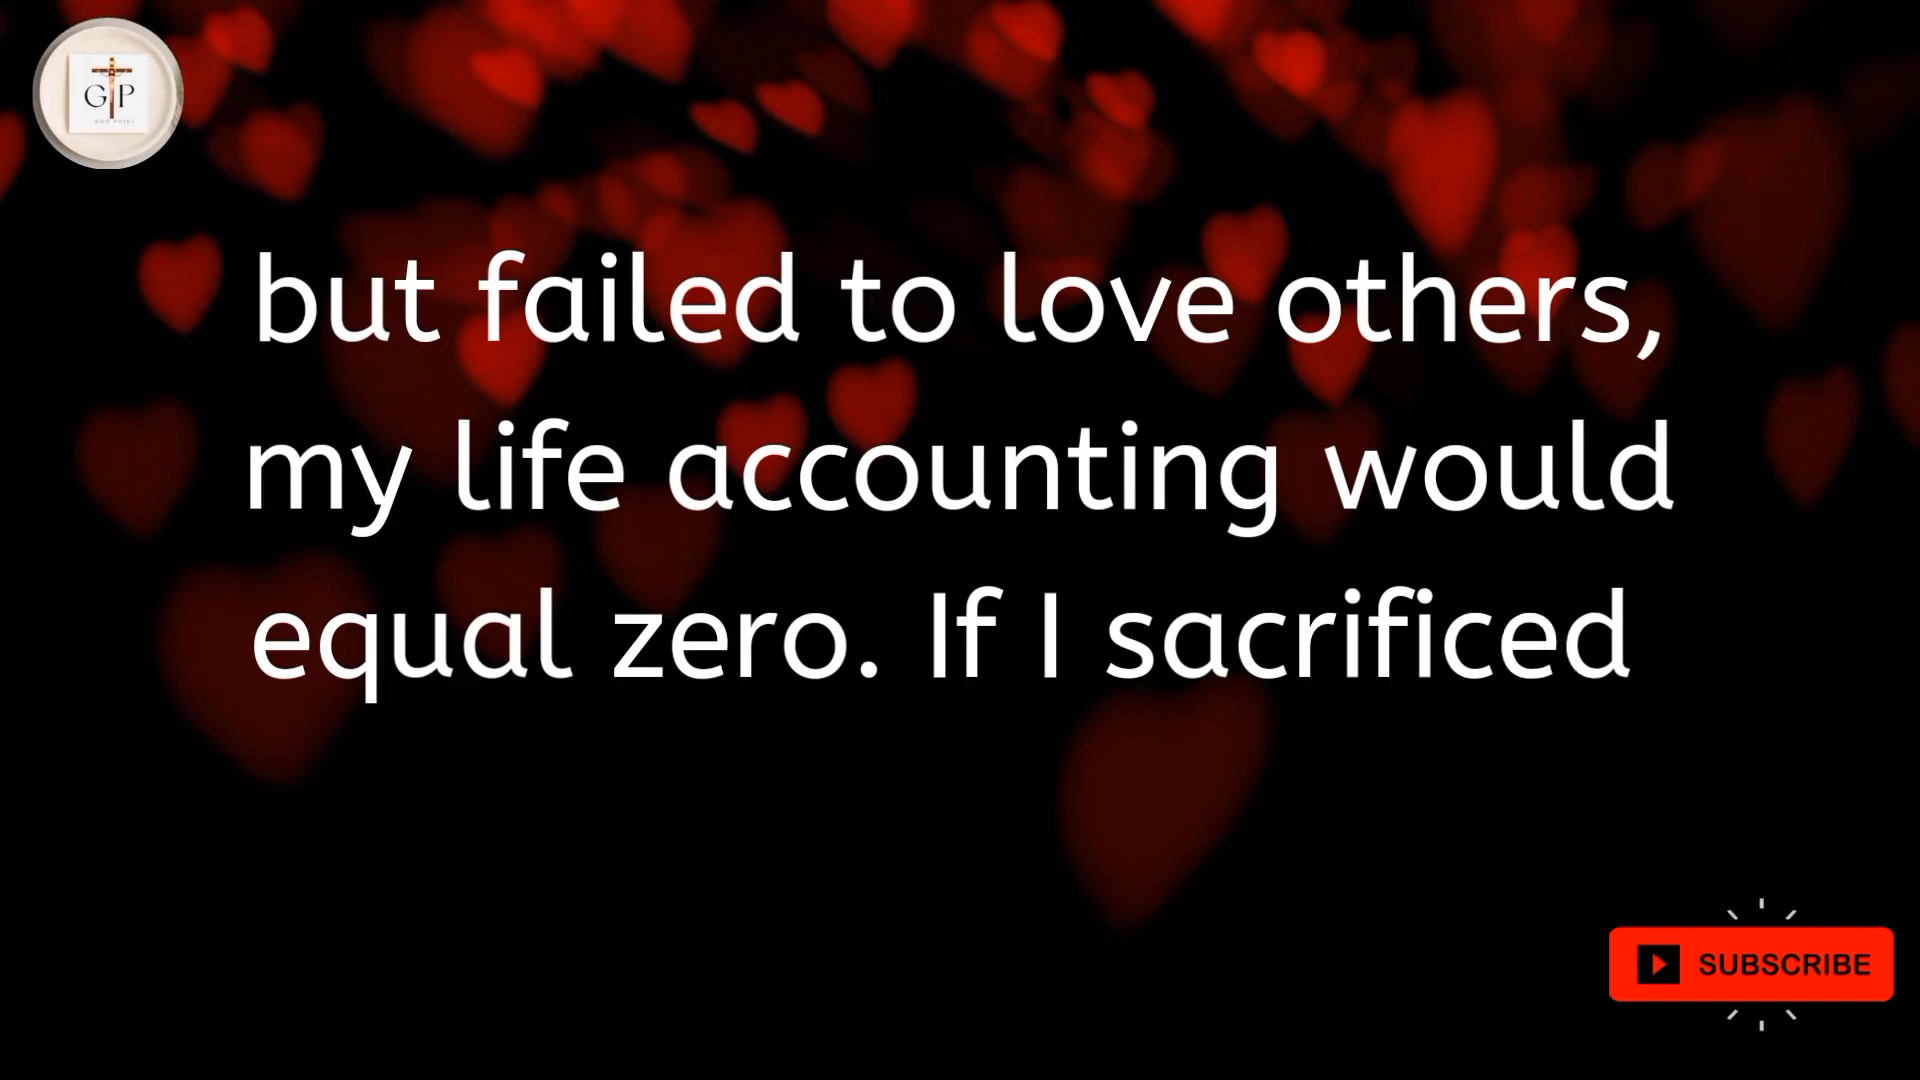 G P
but failed to love others,
my life accounting would
equal zero. If I sacrificed
SUBSCRIBE